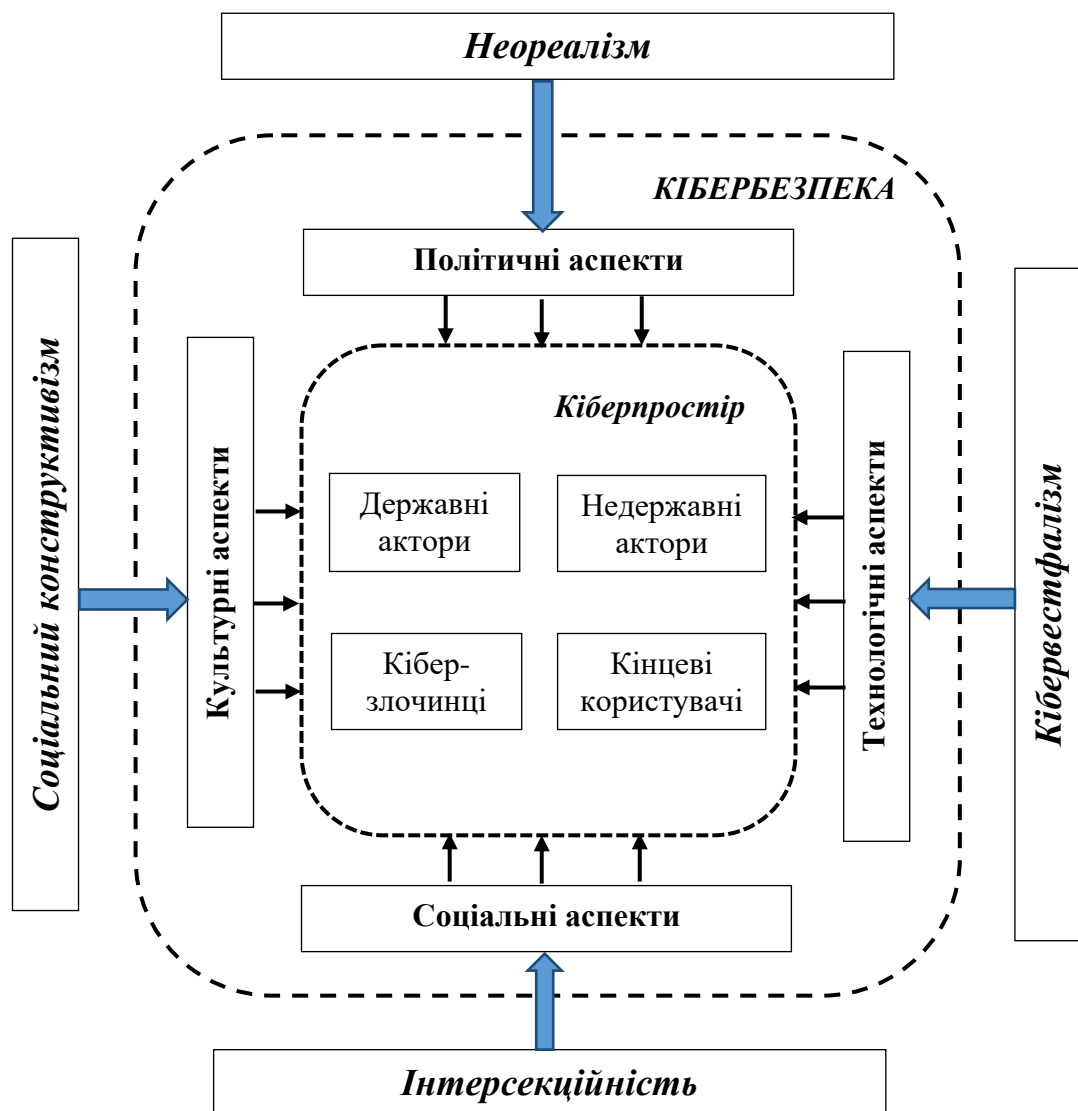 Неореалізм
КІБЕРБЕЗПЕКА
Політичні аспекти
Соціальний конструктивізм
Культурні аспекти
Кіберпростір
Державні
актори
Недержавні
актори
Кібер-
злочинці
Кінцеві
користувачі
Технологічні аспекти
Кібервестфалізм
Соціальні аспекти
Інтерсекційність